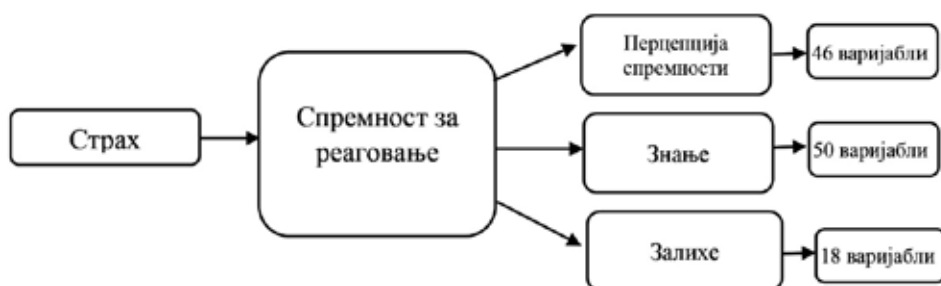 Страх
Спремност за
реаговање
Перцепција
спремности
46 варијабли
Знање
50 варијабли
Залихе
18 варијабли